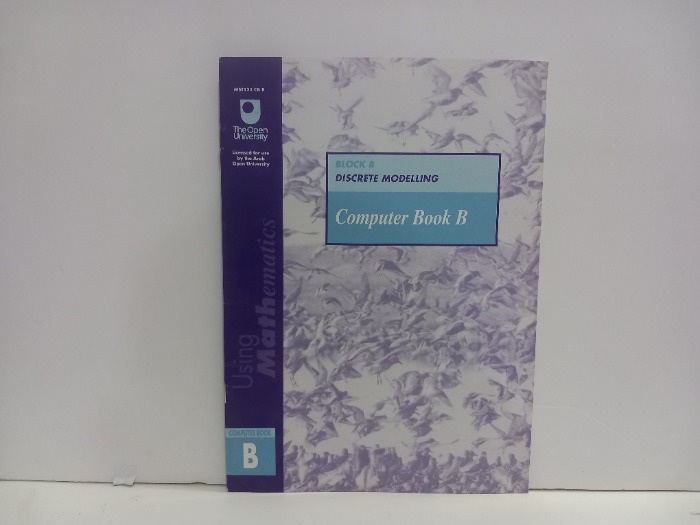 The Open
University
Licensed for use
by the Arab
Open University
BLOCK B
DISCRETE MODELLING
Computer Book B
Using
Mathematics
COMPUTER BOOK
B